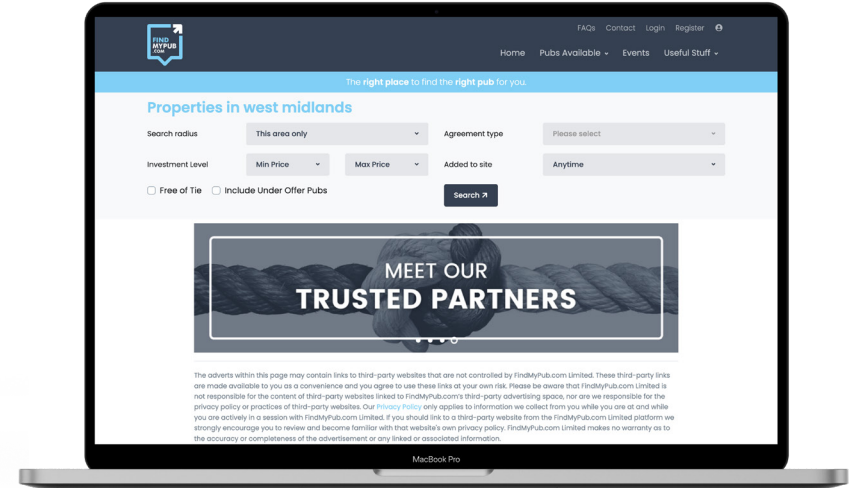 FIND
MYPUB
.COM
FAQs Contact Login Register
Home Pubs Available Events Useful Stuff
The right place to find the right pub for you.
Properties in west midlands
Search radius This area only Agreement type Please select
Investment Level Min Price Max Price Added to site Anytime
Free of Tie Include Under Offer Pubs
Search
MEET OUR
TRUSTED PARTNERS
The adverts within this page may contain links to third-party websites that are not controlled by FindMyPub.com Limited. These third-party links
are made available to you as a convenience and you agree to use these links at your own risk. Please be aware that FindMyPub.com Limited is
not responsible for the content of third-party websites linked to FindMyPub.com's third-party advertising space, nor are we responsible for the
privacy policy or practices of third-party websites. Our Privacy Policy only applies to information we collect from you while you are at and while
you are actively in a session with FindMyPub.com Limited. If you should link to a third-party website from the FindMyPub.com Limited platform we
strongly encourage you to review and become familiar with that website's own privacy policy. FindMyPub.com Limited makes no warranty as to
the accuracy or completeness of the advertisement or any linked or associated information.
MacBook Pro